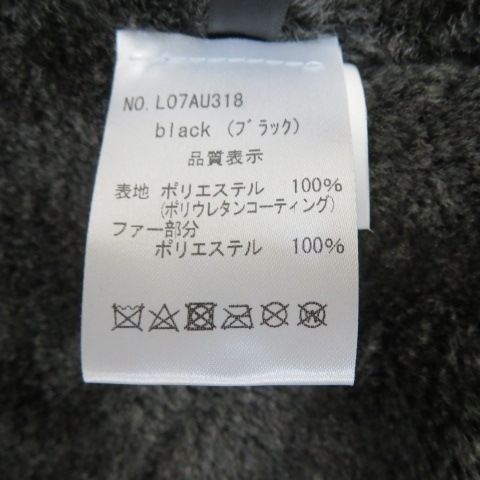 NO. L07AU318
black (ブラック)
品質表示
表地 ポリエステル 100%
(ポリウレタンコーティング)
ファー部分
ポリエステル 100%